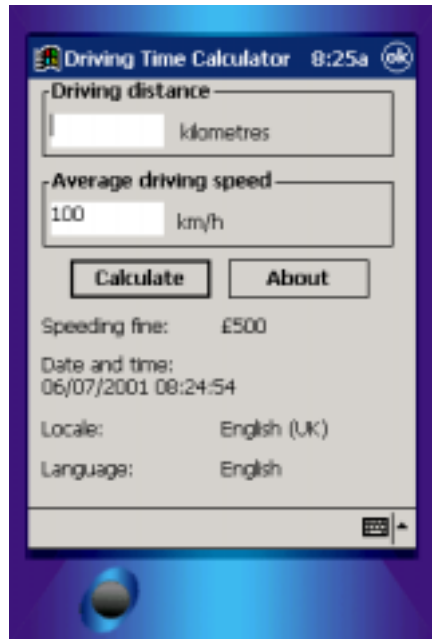 Driving Time Calculator 8:25a ok
Driving distance
kilometres
Average driving speed
100 km/h
Calculate About
Speeding fine: £500
Date and time:
06/07/2001 08:24:54
Locale: English (UK)
Language: English